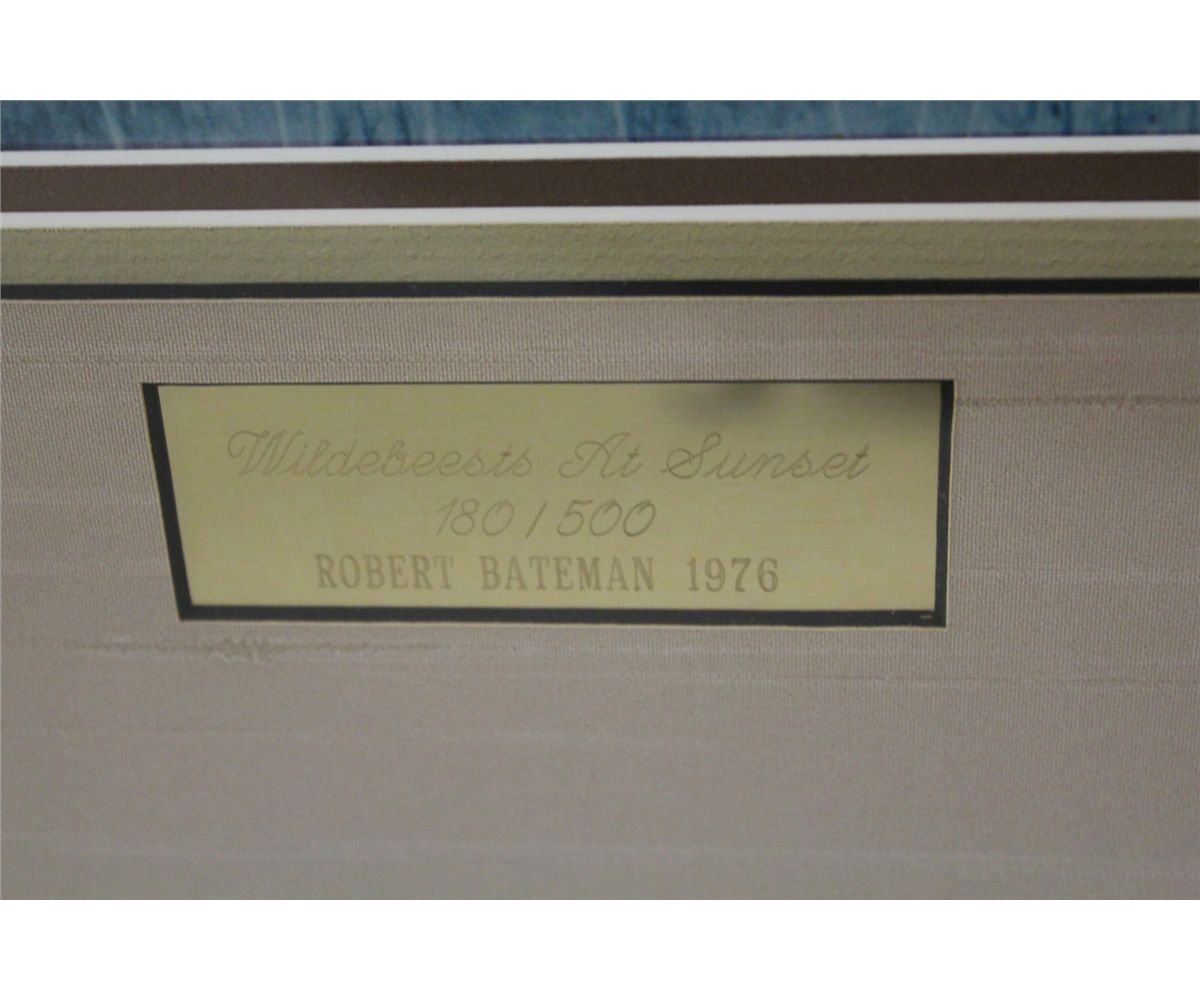 Wildebeests At Sunset
180 / 500
ROBERT BATEMAN 1976